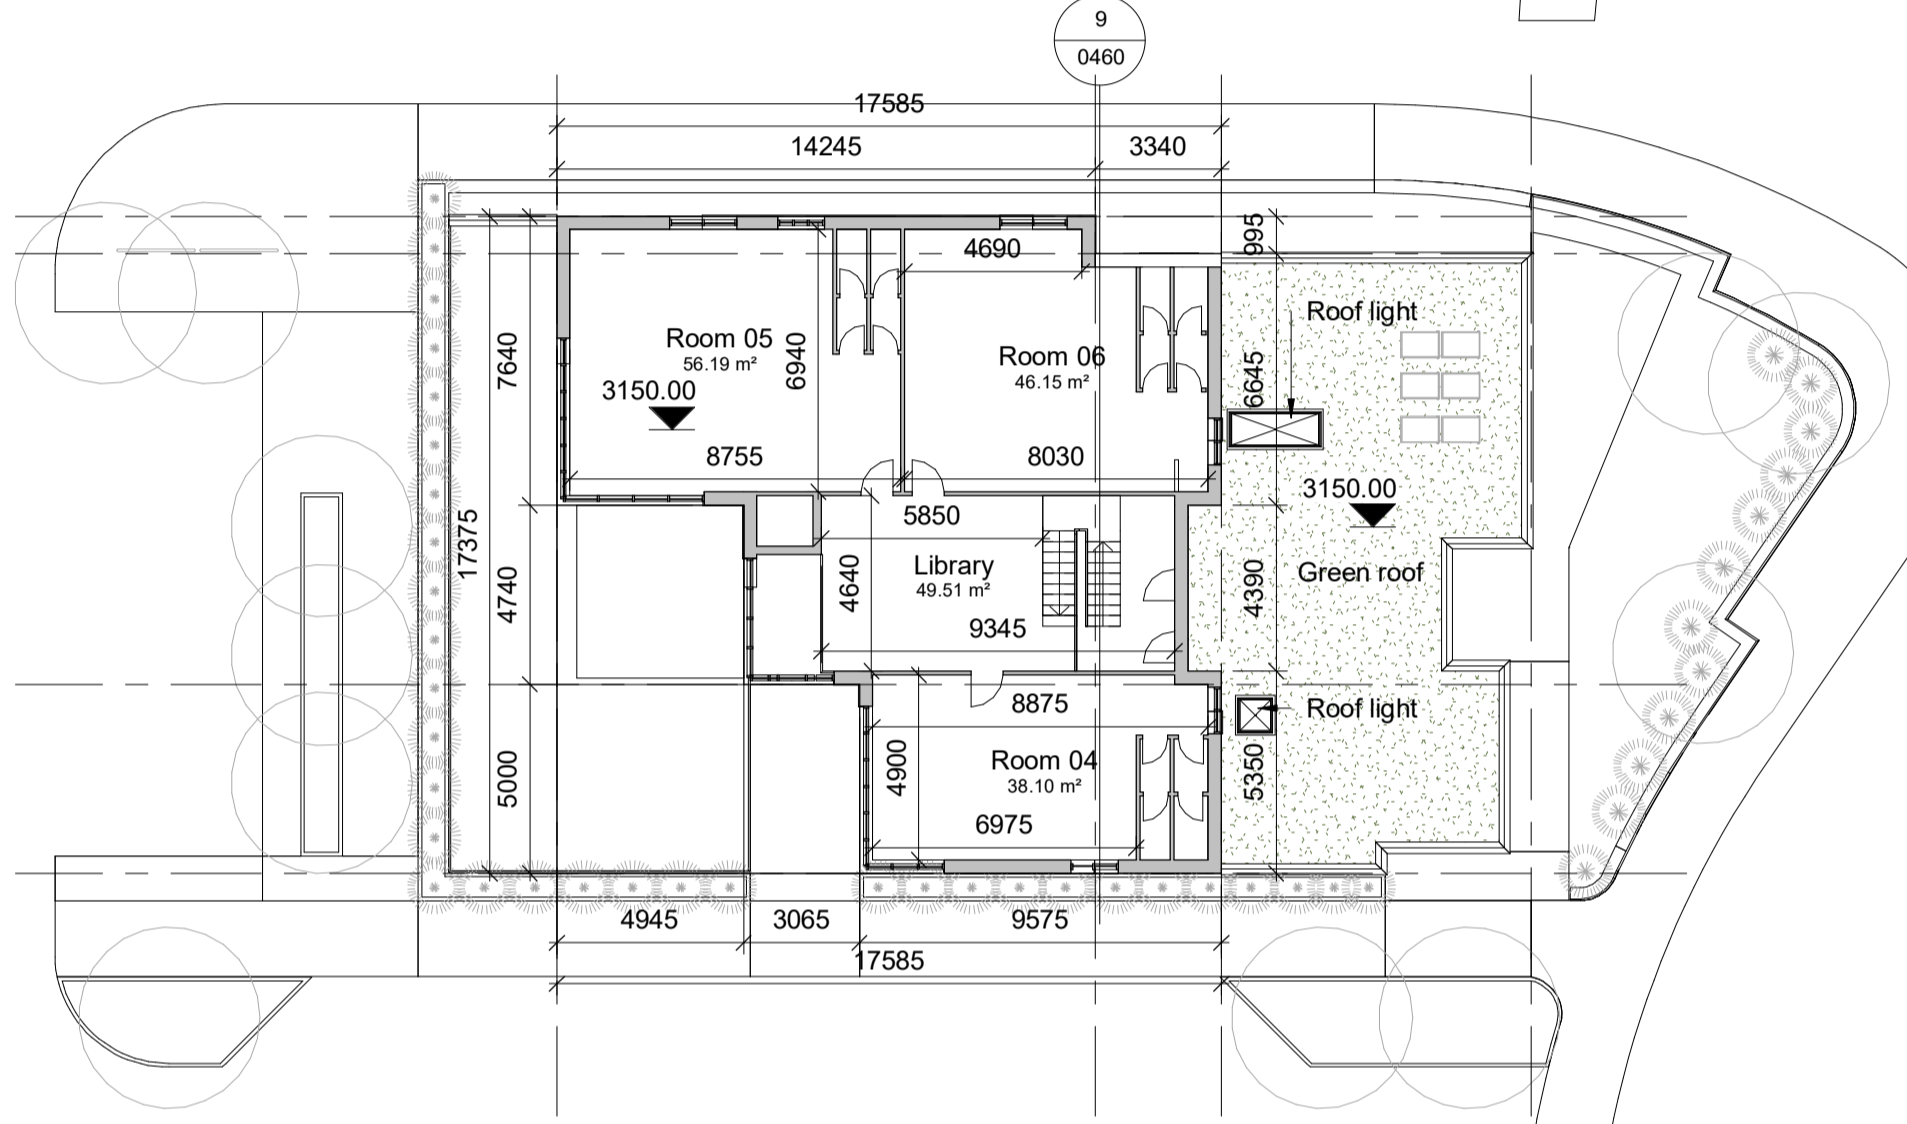 9
0460
17585
14245
3340
995
4690
Room 05
56.19 m²
3150.00
7640
6940
Room 06
46.15 m²
6645
Roof light
8755
8030
3150.00
17375
5850
Library
49.51 m²
4740
4640
9345
4390
Green roof
8875
Roof light
5000
4900
Room 04
38.10 m²
6975
5350
4945
3065
9575
17585